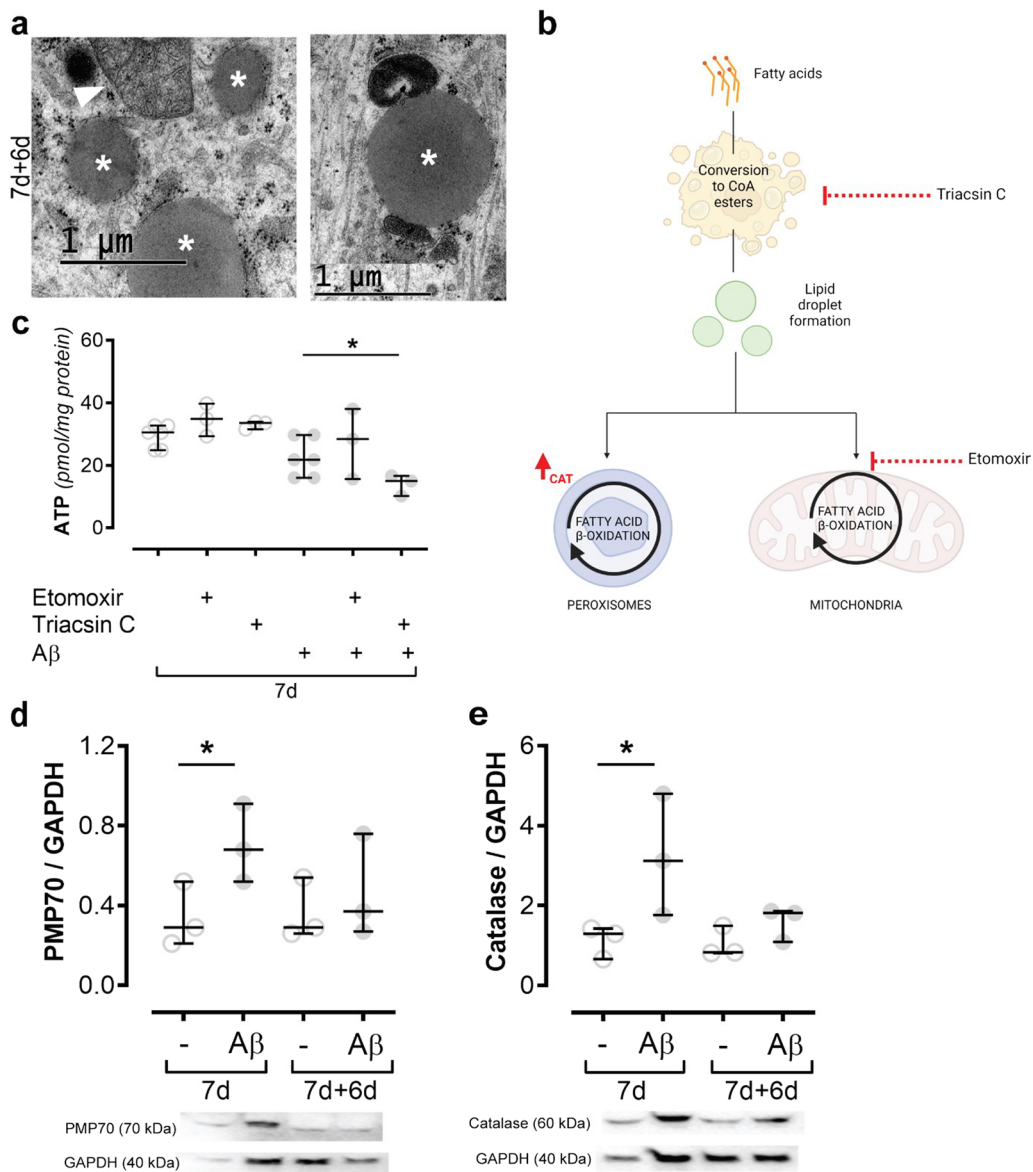 a
7d+6d
*
*
*
1 µm
*
1 µm
b
Fatty acids
Conversion
to CoA
esters
Triacsin C
Lipid
droplet
formation
CAT
Etomoxir
FATTY ACID
β-OXIDATION
FATTY ACID
β-OXIDATION
PEROXISOMES
MITOCHONDRIA
c
ATP (pmol/mg protein)
60
40
20
0
*
Etomoxir + +
Triacsin C + +
Aβ + + +
7d
d
PMP70 / GAPDH
1.2
0.8
0.4
0.0
*
- Aβ - Aβ
7d 7d+6d
PMP70 (70 kDa)
GAPDH (40 kDa)
e
Catalase / GAPDH
6
4
2
0
*
- Aβ - Aβ
7d 7d+6d
Catalase (60 kDa)
GAPDH (40 kDa)